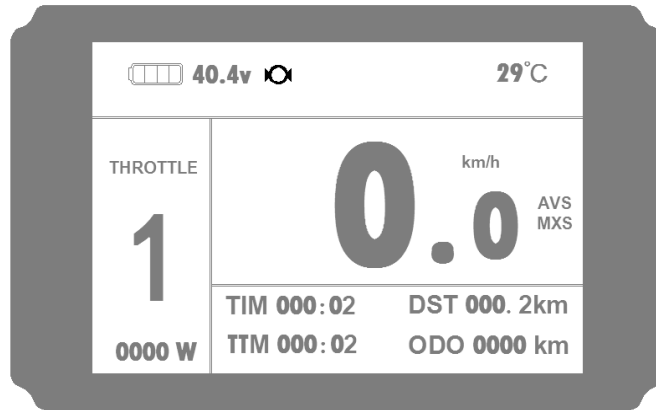 40.4v 29°C
THROTTLE
1
0000 W
km/h
0.0
AVS
MXS
TIM 000:02 DST 000. 2km
TTM 000:02 ODO 0000 km